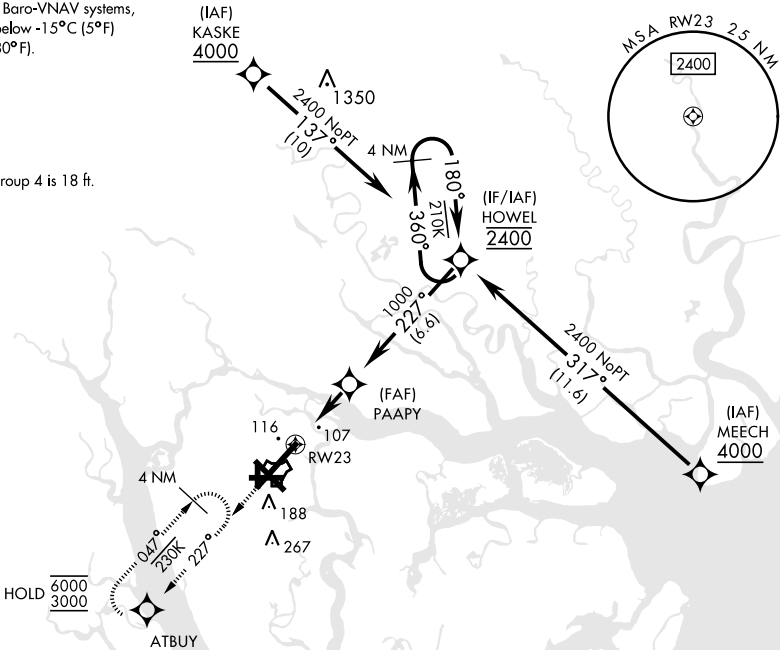 Baro-VNAV systems,
below -15°C (5°F)
30°F).
roup 4 is 18 ft.
(IAF)
KASKE
4000
1350
2400 NoPT
137°
(10)
MSA RW23 25 NM
2400
4 NM
180°
210K
360°
(IF/IAF)
HOWEL
2400
1000
227°
(6.6)
2400 NoPT
317°
(11.6)
(IAF)
MEECH
4000
(FAF)
PAAPY
116
107
RW23
188
267
4 NM
047°
230K
227°
HOLD 6000
3000
ATBUY